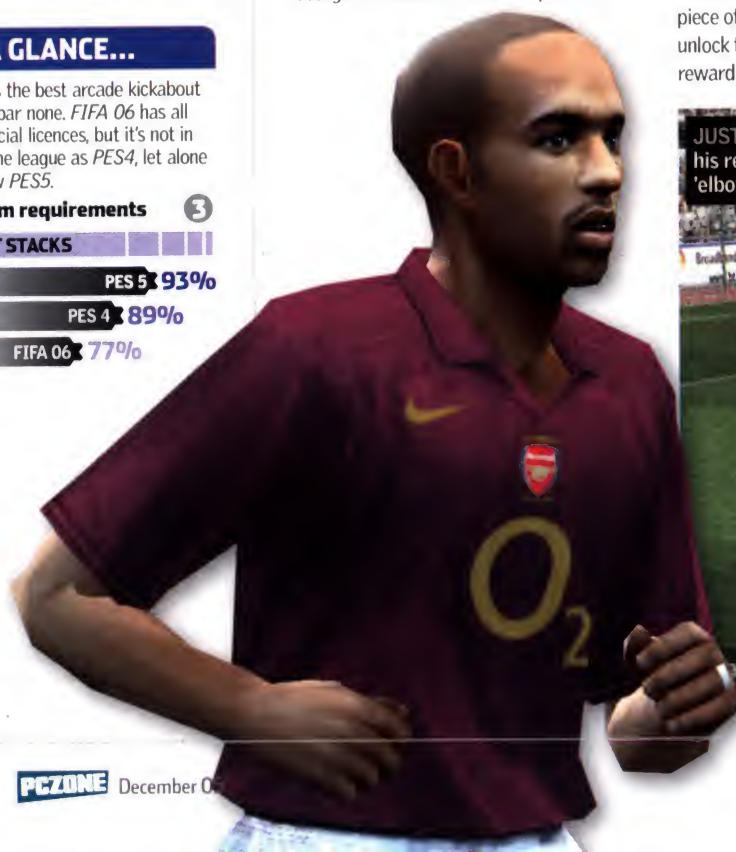 GLANCE...
the best arcade kickabout
bar none. FIFA 06 has all
cial licences, but it's not in
league as PES4, let alone
PES5.
requirements 3
STACKS
PES 5 93%
PES 4 89%
FIFA 06 77%
piece of
unlock
reward
JUST
his re
'elbo
Broadband
O2
PCZONE December